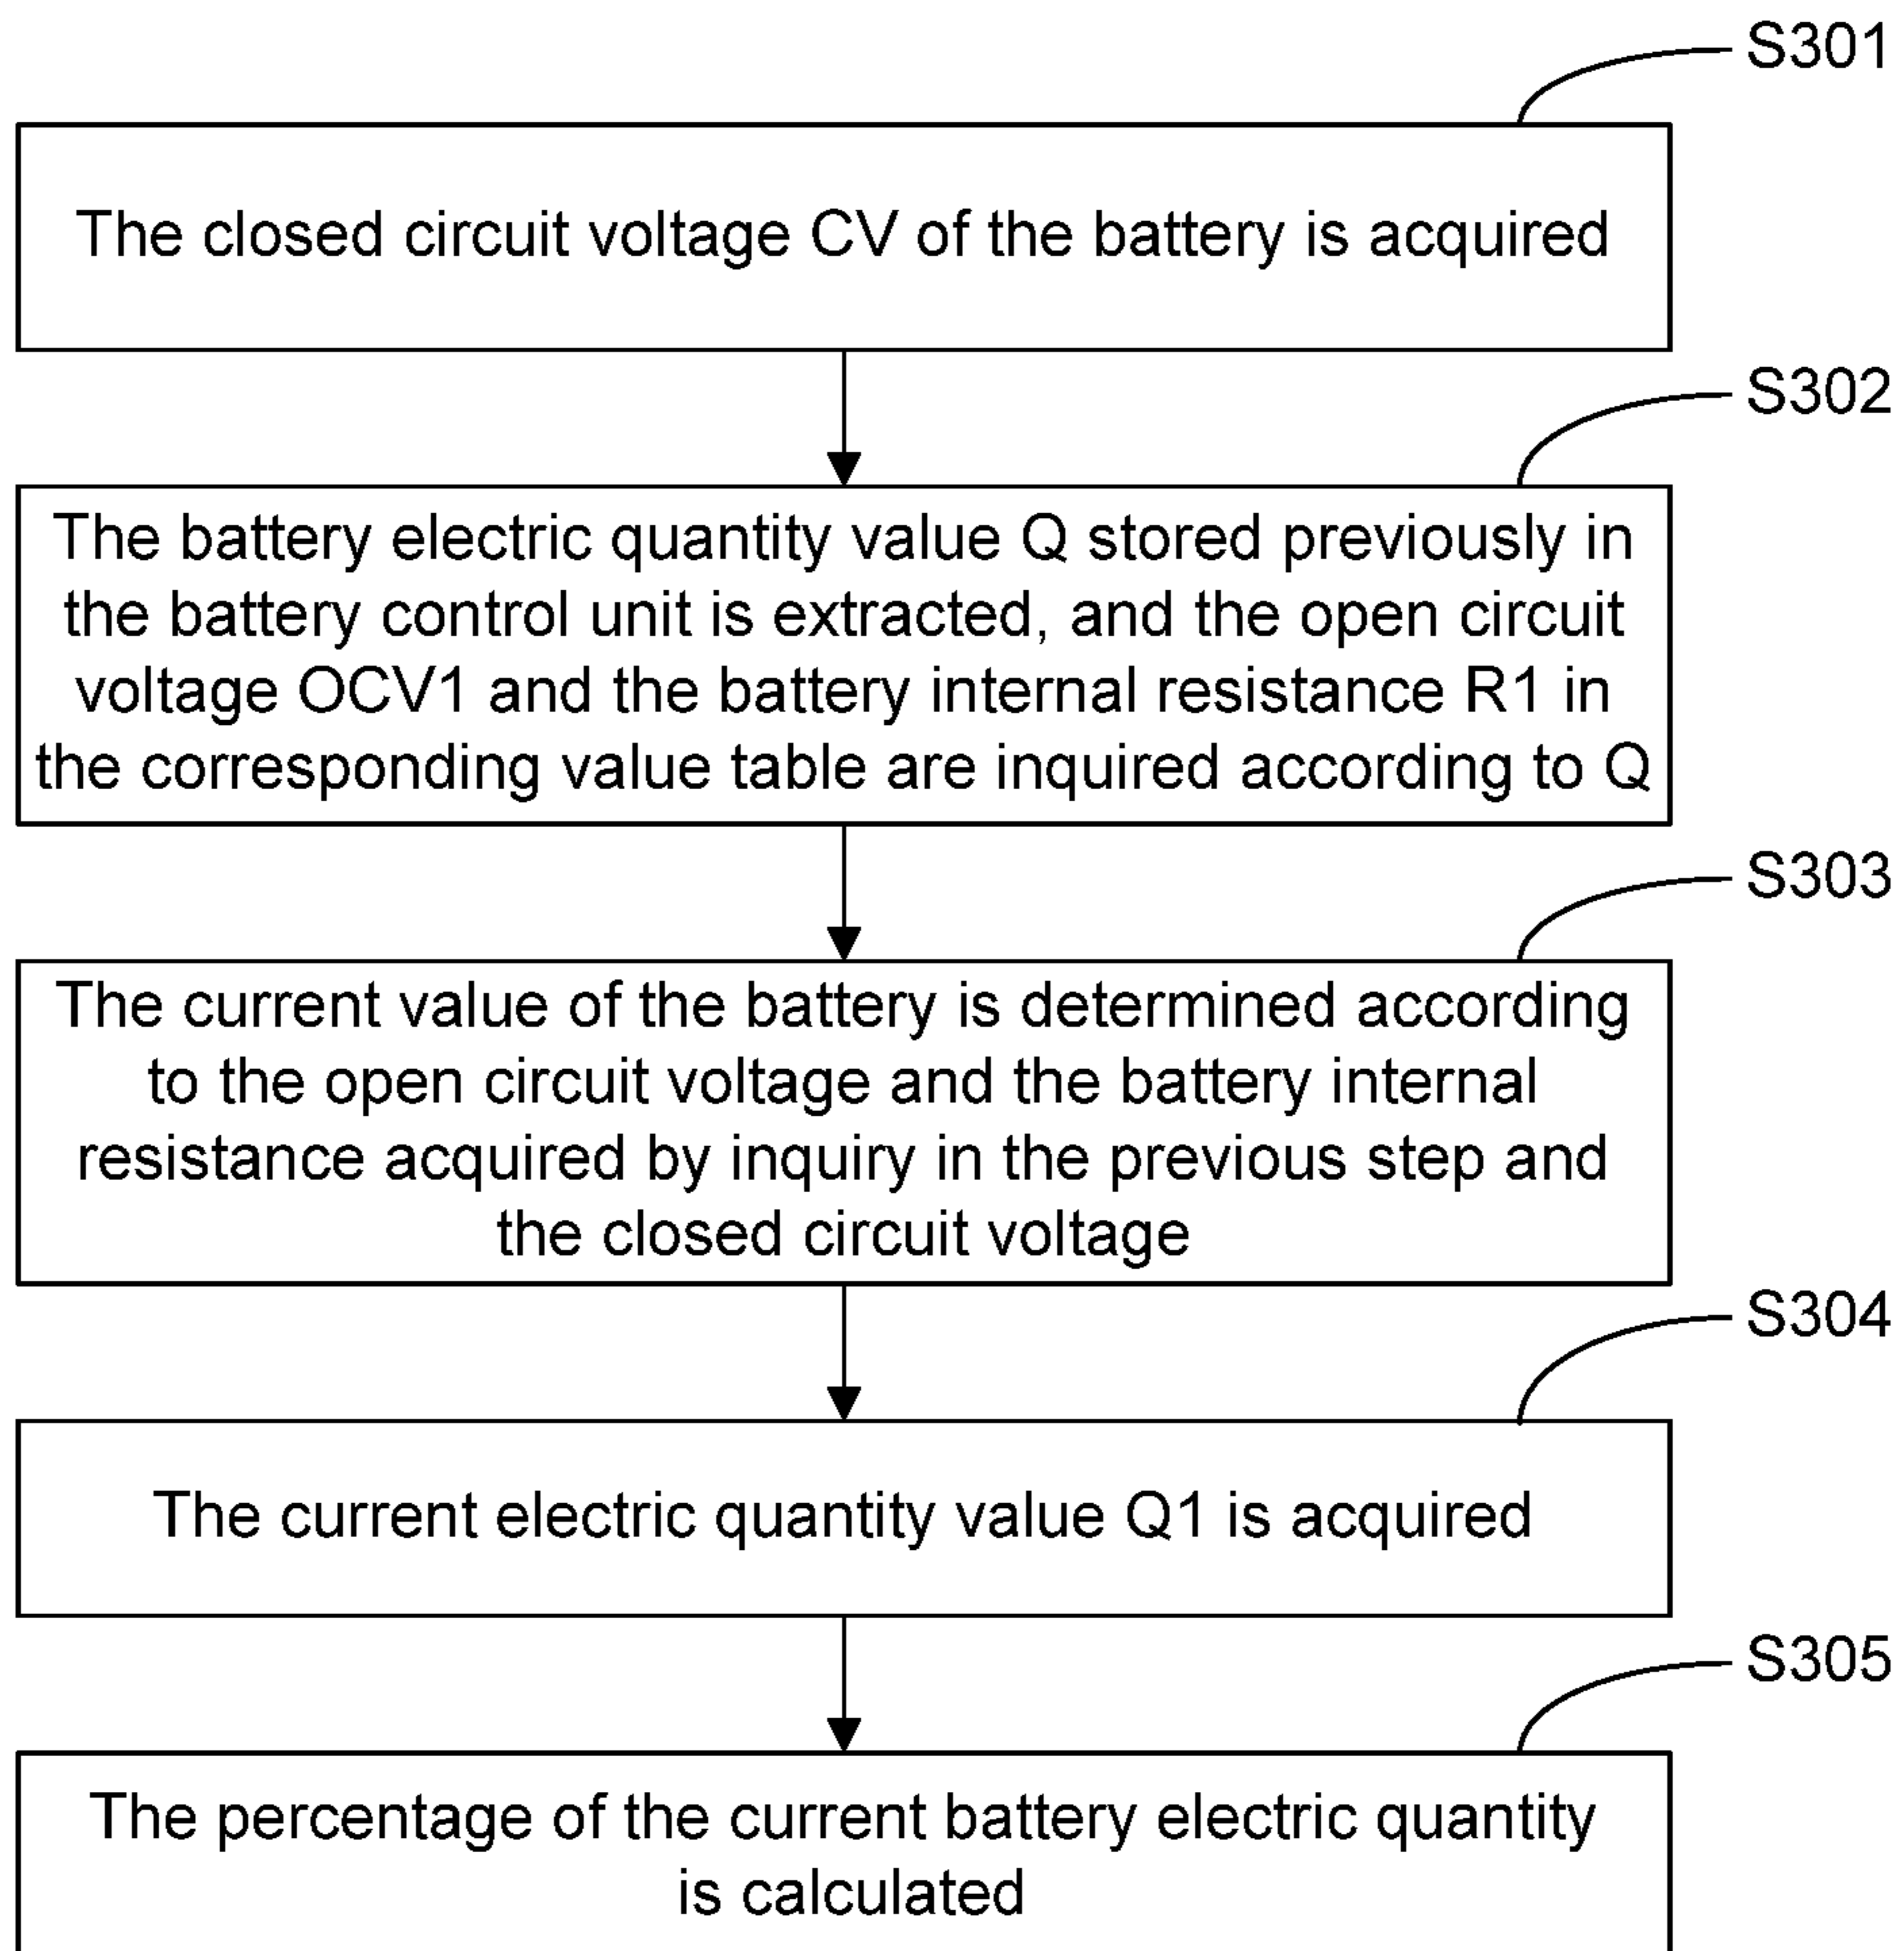 S301
The closed circuit voltage CV of the battery is acquired
S302
The battery electric quantity value Q stored previously in
the battery control unit is extracted, and the open circuit
voltage OCV1 and the battery internal resistance R1 in
the corresponding value table are inquired according to Q
S303
The current value of the battery is determined according
to the open circuit voltage and the battery internal
resistance acquired by inquiry in the previous step and
the closed circuit voltage
S304
The current electric quantity value Q1 is acquired
S305
The percentage of the current battery electric quantity
is calculated